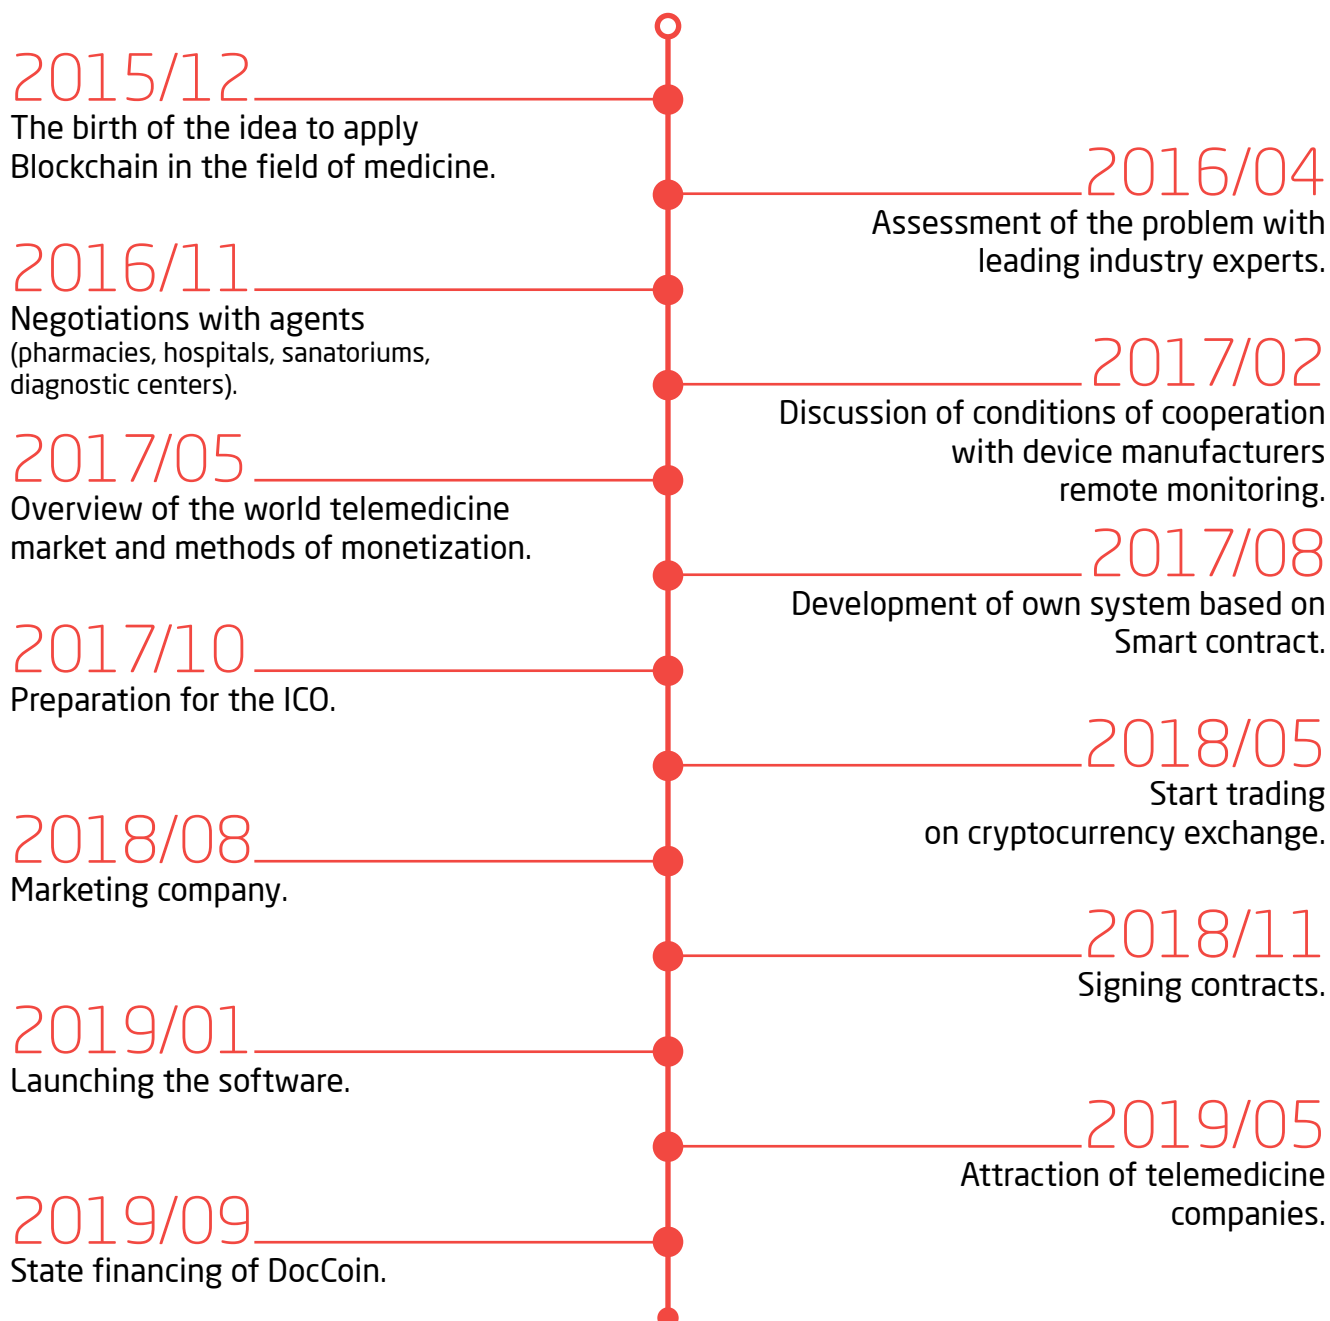 2015/12
The birth of the idea to apply
Blockchain in the field of medicine.
2016/04
Assessment of the problem with
leading industry experts.
2016/11
Negotiations with agents
(pharmacies, hospitals, sanatoriums,
diagnostic centers).
2017/02
Discussion of conditions of cooperation
with device manufacturers
remote monitoring.
2017/05
Overview of the world telemedicine
market and methods of monetization.
2017/08
Development of own system based on
Smart contract.
2017/10
Preparation for the ICO.
2018/05
Start trading
on cryptocurrency exchange.
2018/08
Marketing company.
2018/11
Signing contracts.
2019/01
Launching the software.
2019/05
Attraction of telemedicine
companies.
2019/09
State financing of DocCoin.